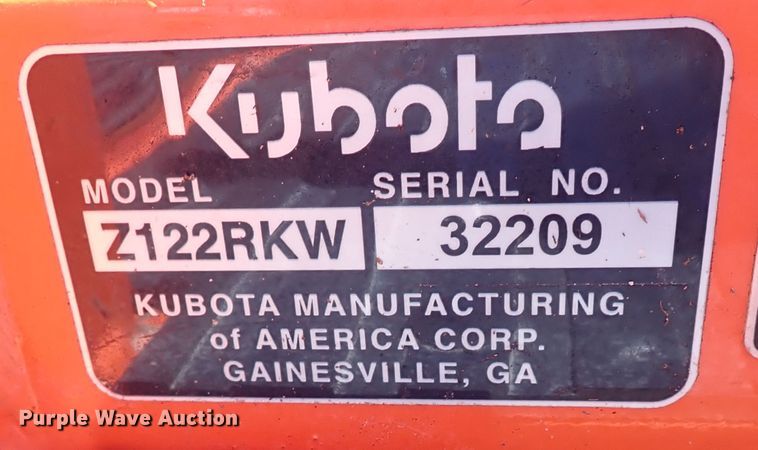 Kubota
MODEL SERIAL NO.
Z122RKW 32209
KUBOTA MANUFACTURING
of AMERICA CORP.
GAINESVILLE, GA
Purple Wave Auction